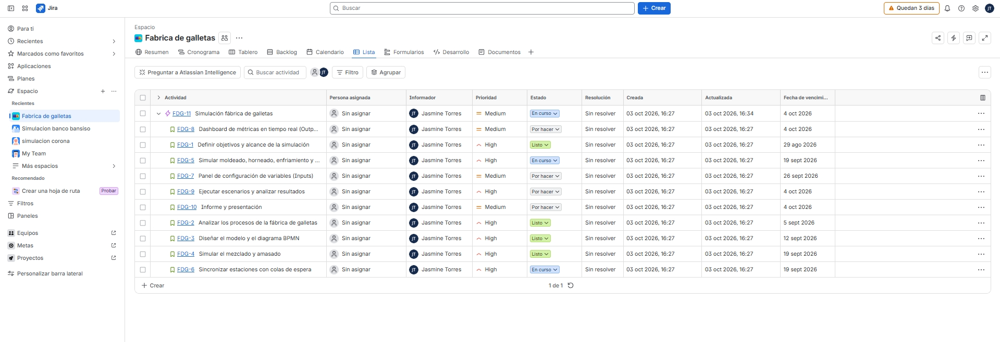 Jira
Buscar
Crear
Quedan 3 días
JT
Para ti
Recientes
Marcados como favoritos
Aplicaciones
Planes
Espacio
Recientes
Fabrica de galletas
Simulacion banco bansiso
simulacion corona
My Team
Más espacios
Recomendado
Crear una hoja de ruta Probar
Filtros
Paneles
Equipos
Metas
Proyectos
Personalizar barra lateral
Espacio
Fabrica de galletas
Resumen Cronograma Tablero Backlog Calendario Lista Formularios Desarrollo Documentos
Preguntar a Atlassian Intelligence Buscar actividad JT Filtro Agrupar
Actividad Persona asignada Informador Prioridad Estado Resolución Creada Actualizada Fecha de vencimi...
FDG-11 Simulación fábrica de galletas Sin asignar JT Jasmine Torres Medium En curso Sin resolver 03 oct 2026, 16:27 03 oct 2026, 16:34 4 oct 2026
FDG-8 Dashboard de métricas en tiempo real (Outp... Sin asignar JT Jasmine Torres Medium Por hacer Sin resolver 03 oct 2026, 16:27 03 oct 2026, 16:27 4 oct 2026
FDG-1 Definir objetivos y alcance de la simulación Sin asignar JT Jasmine Torres High Listo Sin resolver 03 oct 2026, 16:27 03 oct 2026, 16:27 29 ago 2026
FDG-5 Simular moldeado, horneado, enfriamiento y ... Sin asignar JT Jasmine Torres High En curso Sin resolver 03 oct 2026, 16:27 03 oct 2026, 16:27 19 sept 2026
FDG-7 Panel de configuración de variables (Inputs) Sin asignar JT Jasmine Torres Medium Por hacer Sin resolver 03 oct 2026, 16:27 03 oct 2026, 16:27 26 sept 2026
FDG-9 Ejecutar escenarios y analizar resultados Sin asignar JT Jasmine Torres High Por hacer Sin resolver 03 oct 2026, 16:27 03 oct 2026, 16:27 4 oct 2026
FDG-10 Informe y presentación Sin asignar JT Jasmine Torres Medium Por hacer Sin resolver 03 oct 2026, 16:27 03 oct 2026, 16:27 4 oct 2026
FDG-2 Analizar los procesos de la fábrica de galletas Sin asignar JT Jasmine Torres High Listo Sin resolver 03 oct 2026, 16:27 03 oct 2026, 16:27 5 sept 2026
FDG-3 Diseñar el modelo y el diagrama BPMN Sin asignar JT Jasmine Torres High Listo Sin resolver 03 oct 2026, 16:27 03 oct 2026, 16:27 12 sept 2026
FDG-4 Simular el mezclado y amasado Sin asignar JT Jasmine Torres High Listo Sin resolver 03 oct 2026, 16:27 03 oct 2026, 16:27 19 sept 2026
FDG-6 Sincronizar estaciones con colas de espera Sin asignar JT Jasmine Torres High En curso Sin resolver 03 oct 2026, 16:27 03 oct 2026, 16:27 19 sept 2026
Crear 1 de 1